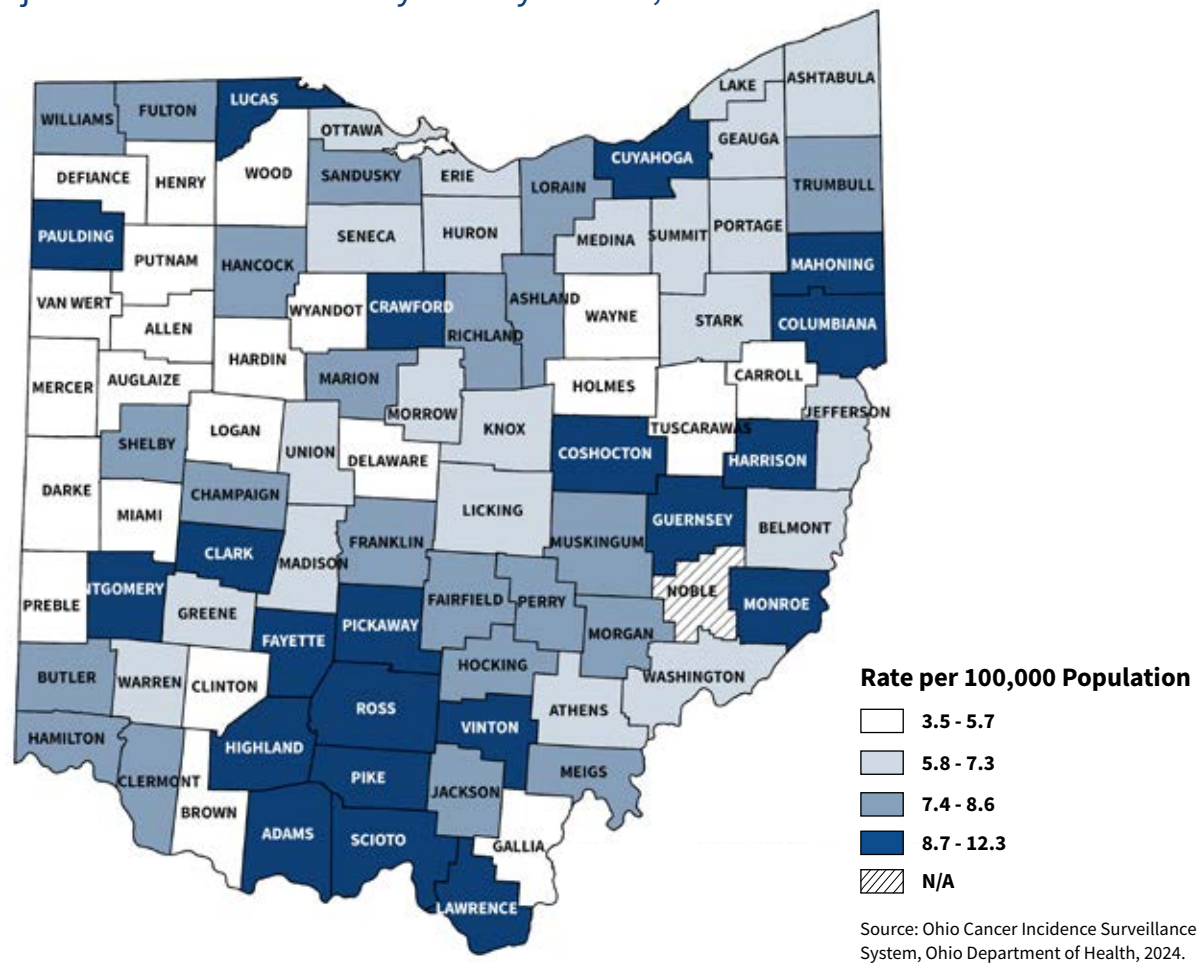 LAKE
ASHTABULA
LUCAS
FULTON
WILLIAMS
OTTAWA
GEAUGA
CUYAHOGA
WOOD
SANDUSKY
ERIE
LORAIN
TRUMBULL
DEFIANCE
HENRY
PAULDING
SENECA
HURON
MEDINA
SUMMIT
PORTAGE
PUTNAM
HANCOCK
MAHONING
VAN WERT
WYANDOT
CRAWFORD
ASHLAND
WAYNE
STARK
COLUMBIANA
ALLEN
RICHLAND
HARDIN
MERCER
AUGLAIZE
MARION
HOLMES
CARROLL
MORROW
JEFFERSON
SHELBY
LOGAN
UNION
KNOX
TUSCARAWAS
DELAWARE
COSHOCTON
HARRISON
DARKE
CHAMPAIGN
MIAMI
LICKING
GUERNSEY
BELMONT
CLARK
MADISON
FRANKLIN
MUSKINGUM
NTGOMERY
PREBLE
GREENE
FAIRFIELD
PERRY
NOBLE
MONROE
FAYETTE
PICKAWAY
MORGAN
HOCKING
BUTLER
WARREN
CLINTON
WASHINGTON
ROSS
ATHENS
HAMILTON
HIGHLAND
VINTON
CLERMONT
PIKE
JACKSON
MEIGS
BROWN
ADAMS
SCIOTO
GALLIA
LAWRENCE
Rate per 100,000 Population
3.5 - 5.7
5.8 - 7.3
7.4 - 8.6
8.7 - 12.3
N/A
Source: Ohio Cancer Incidence Surveillance
System, Ohio Department of Health, 2024.